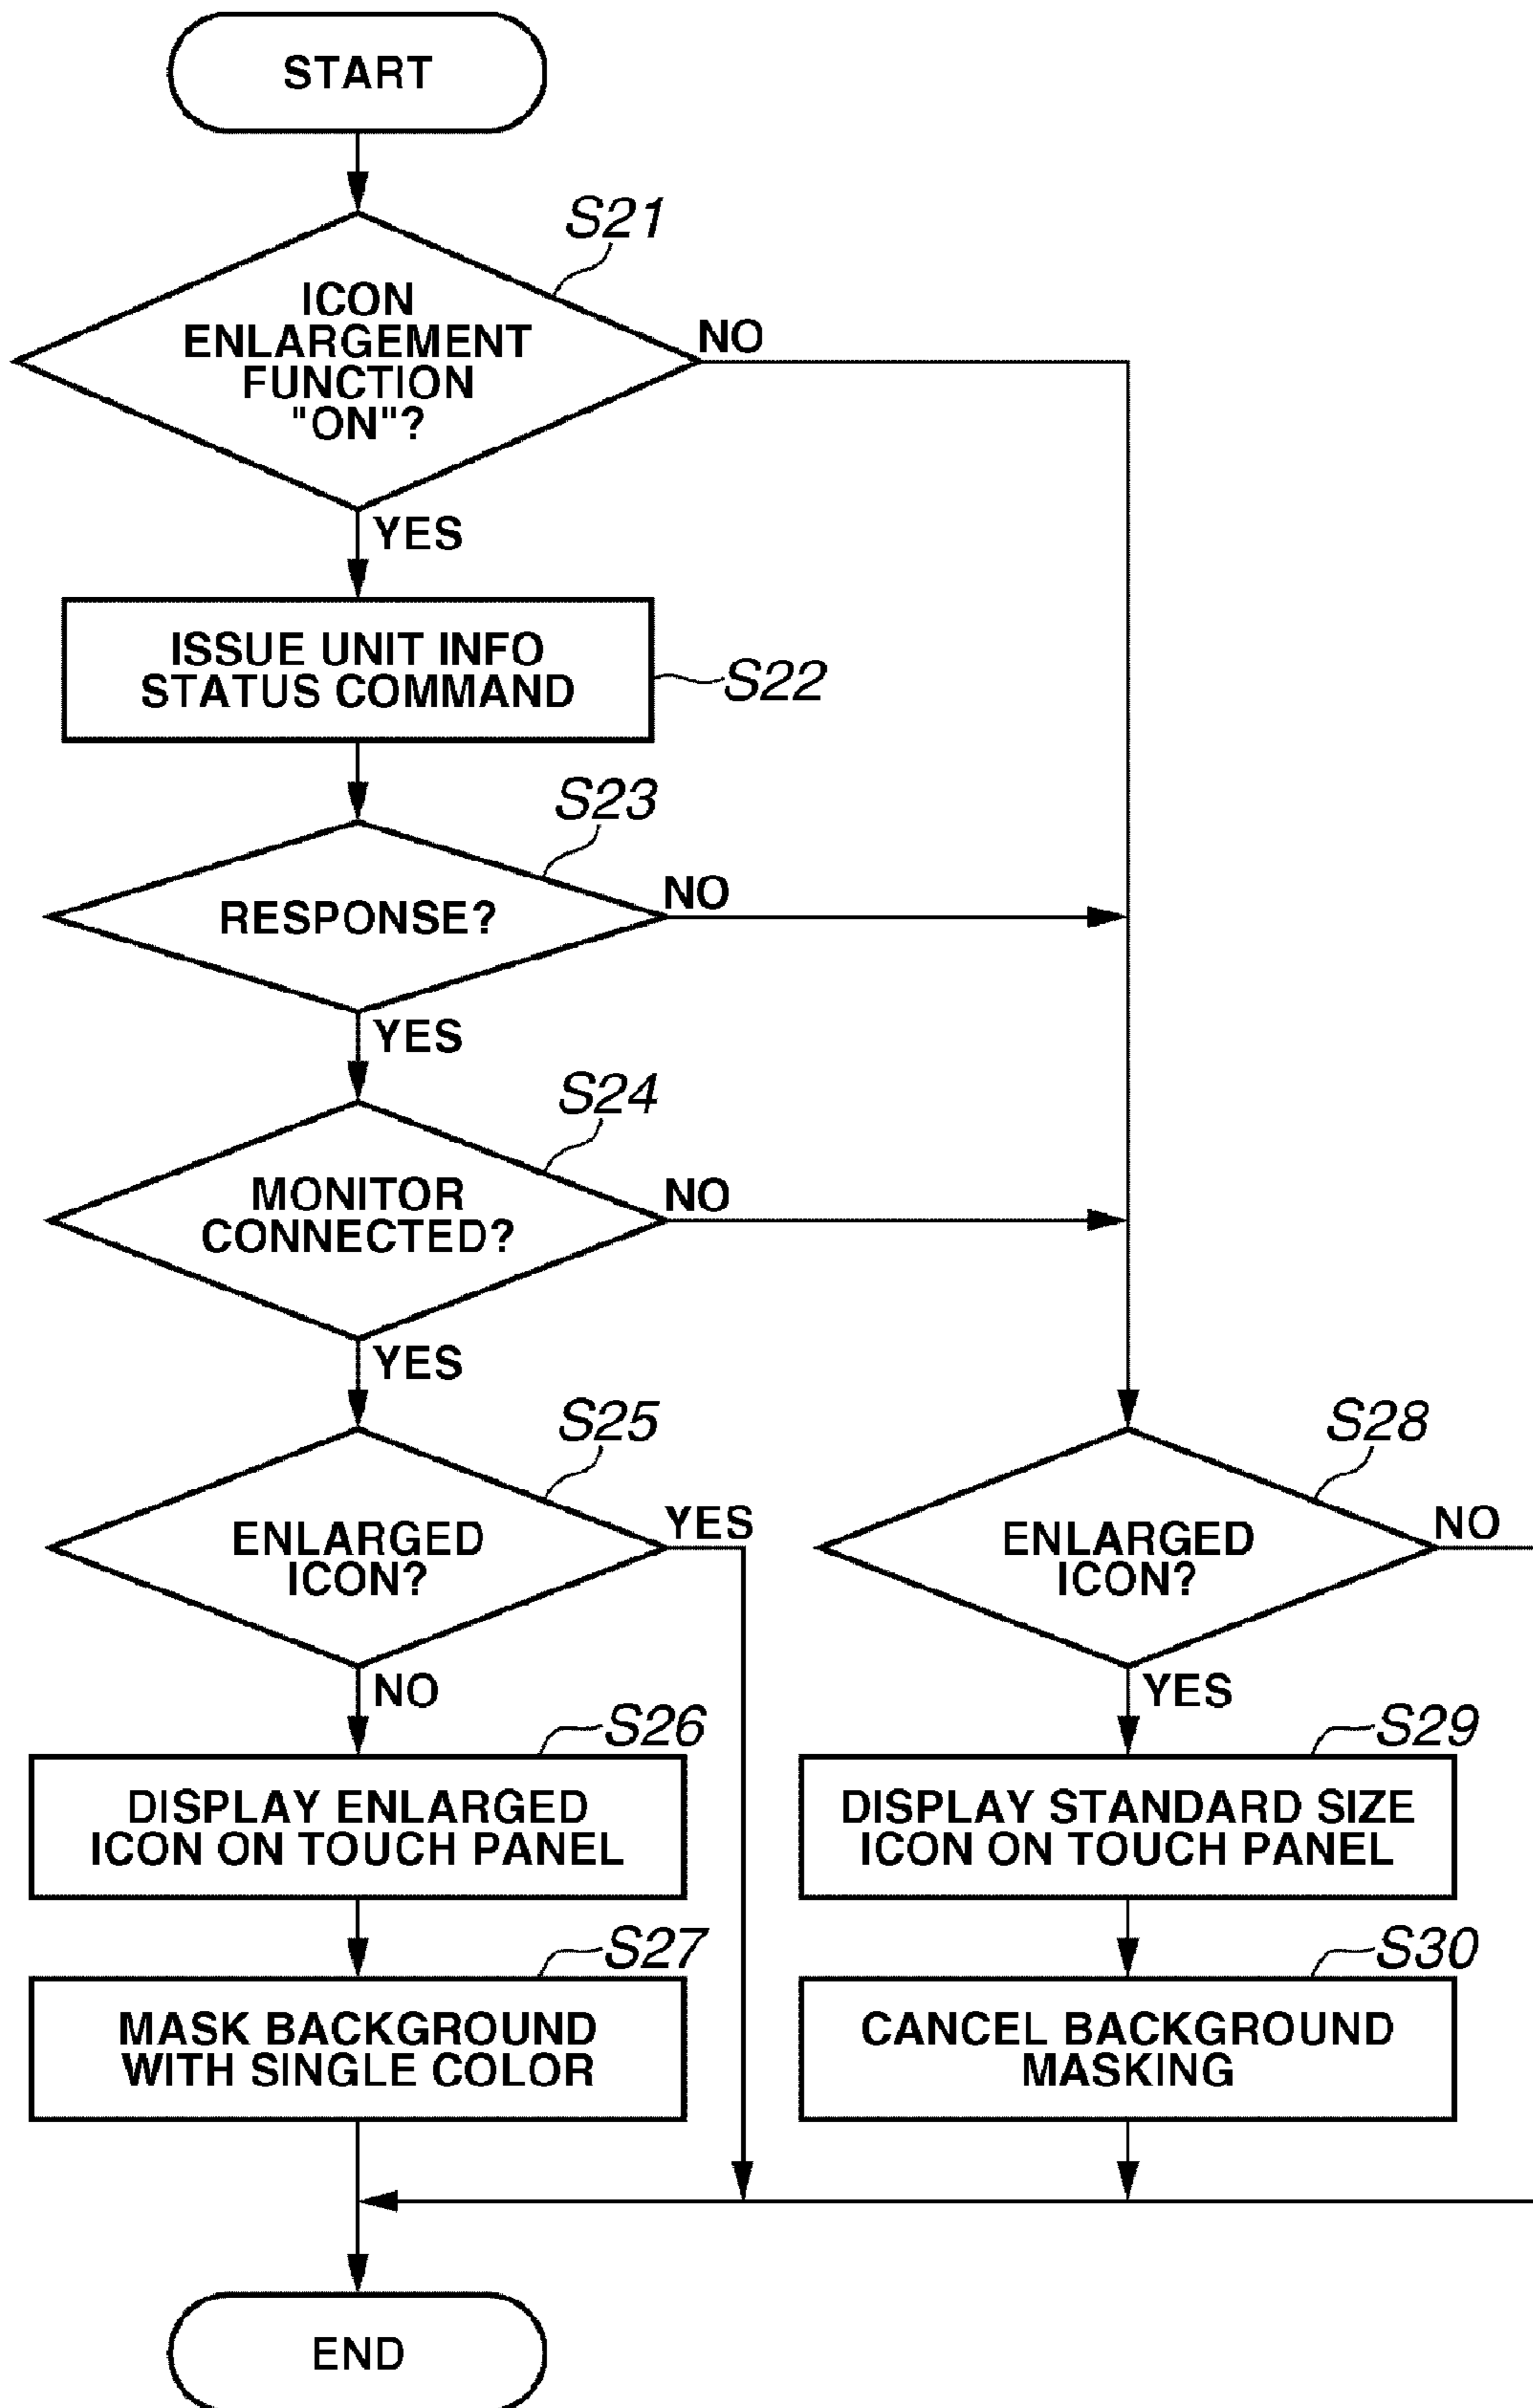 START
S21
ICON
ENLARGEMENT
FUNCTION
"ON"?
NO
YES
ISSUE UNIT INFO
STATUS COMMAND
S22
S23
RESPONSE?
NO
YES
S24
MONITOR
CONNECTED?
NO
YES
S25
ENLARGED
ICON?
YES
NO
S28
ENLARGED
ICON?
NO
YES
S26
DISPLAY ENLARGED
ICON ON TOUCH PANEL
S29
DISPLAY STANDARD SIZE
ICON ON TOUCH PANEL
S27
MASK BACKGROUND
WITH SINGLE COLOR
S30
CANCEL BACKGROUND
MASKING
END